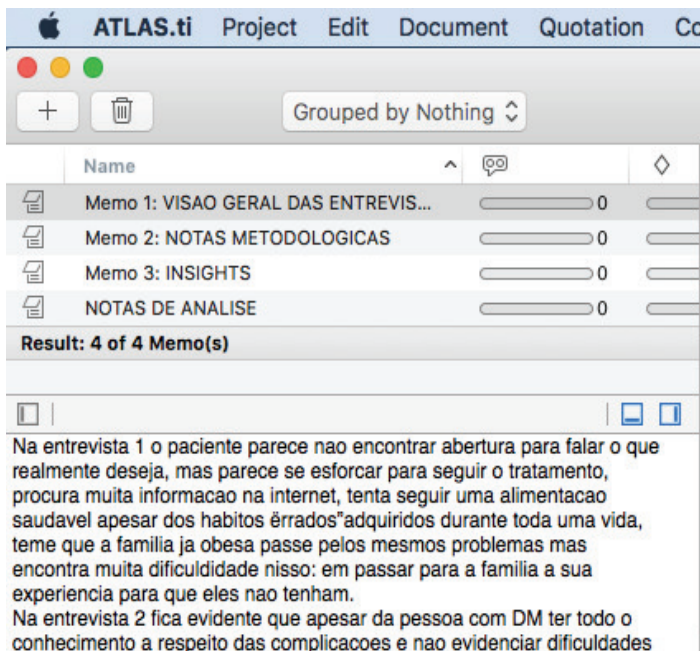 ATLAS.ti Project Edit Document Quotation Co
Grouped by Nothing
Name
Memo 1: VISAO GERAL DAS ENTREVIS... 0
Memo 2: NOTAS METODOLOGICAS 0
Memo 3: INSIGHTS 0
NOTAS DE ANALISE 0
Result: 4 of 4 Memo(s)
Na entrevista 1 o paciente parece nao encontrar abertura para falar o que
realmente deseja, mas parece se esforcar para seguir o tratamento,
procura muita informacao na internet, tenta seguir uma alimentacao
saudavel apesar dos habitos ërrados"adquiridos durante toda uma vida,
teme que a familia ja obesa passe pelos mesmos problemas mas
encontra muita dificuldidade nisso: em passar para a familia a sua
experiencia para que eles nao tenham.
Na entrevista 2 fica evidente que apesar da pessoa com DM ter todo o
conhecimento a respeito das complicacoes e nao evidenciar dificuldades